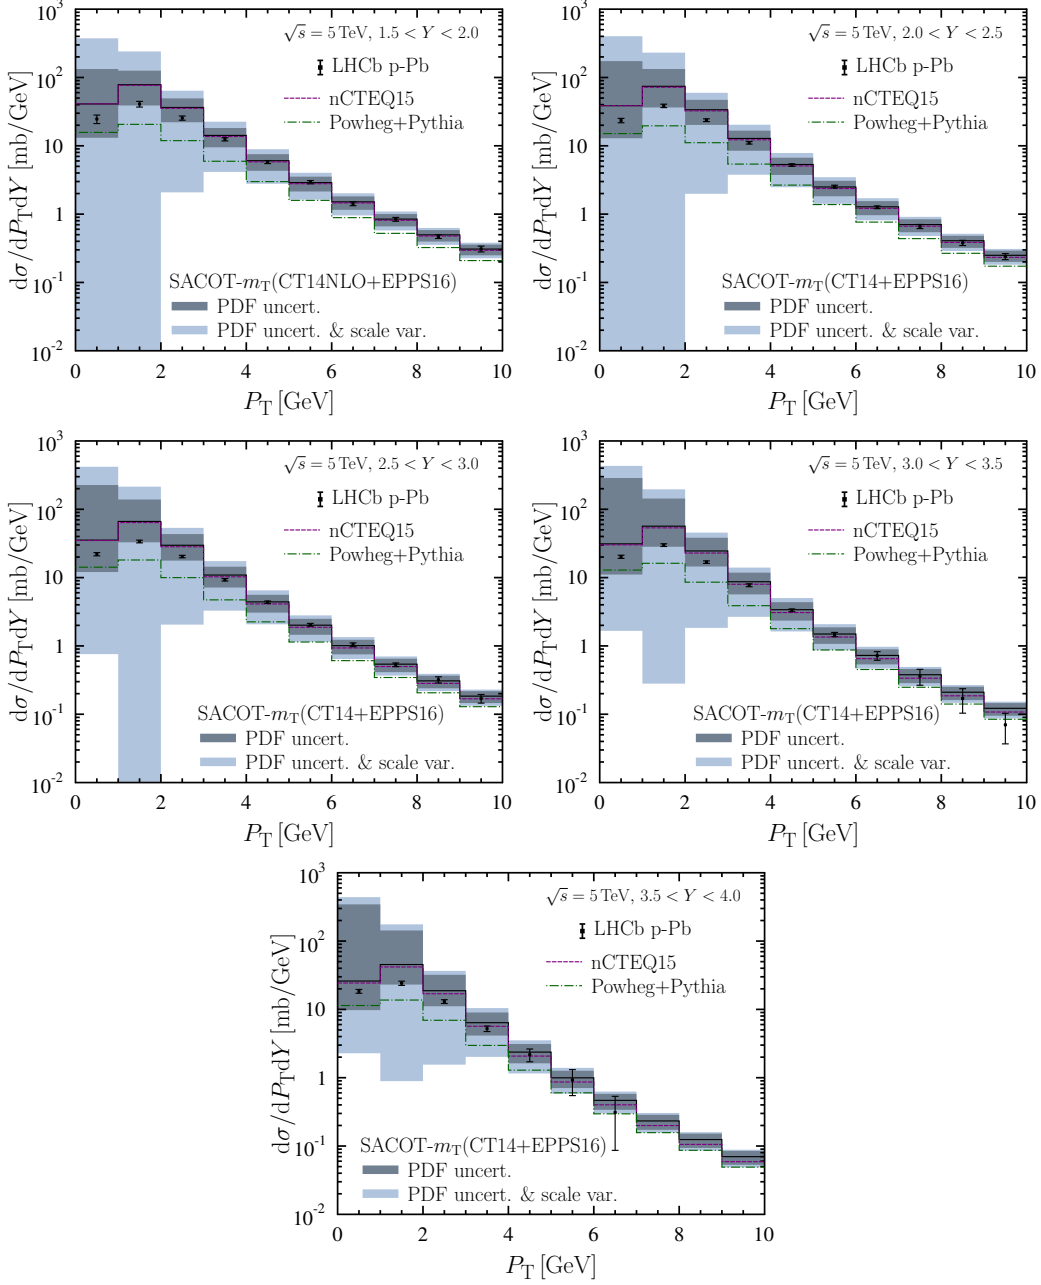 √s = 5 TeV, 1.5 < Y < 2.0
LHCb p-Pb
nCTEQ15
Powheg+Pythia
SACOT-m_T(CT14NLO+EPPS16)
PDF uncert.
PDF uncert. & scale var.
dσ/dP_TdY [mb/GeV]
10^3
10^2
10
1
10^-1
10^-2
0 2 4 6 8 10
P_T [GeV]
√s = 5 TeV, 2.0 < Y < 2.5
LHCb p-Pb
nCTEQ15
Powheg+Pythia
SACOT-m_T(CT14+EPPS16)
PDF uncert.
PDF uncert. & scale var.
dσ/dP_TdY [mb/GeV]
10^3
10^2
10
1
10^-1
10^-2
0 2 4 6 8 10
P_T [GeV]
√s = 5 TeV, 2.5 < Y < 3.0
LHCb p-Pb
nCTEQ15
Powheg+Pythia
SACOT-m_T(CT14+EPPS16)
PDF uncert.
PDF uncert. & scale var.
dσ/dP_TdY [mb/GeV]
10^3
10^2
10
1
10^-1
10^-2
0 2 4 6 8 10
P_T [GeV]
√s = 5 TeV, 3.0 < Y < 3.5
LHCb p-Pb
nCTEQ15
Powheg+Pythia
SACOT-m_T(CT14+EPPS16)
PDF uncert.
PDF uncert. & scale var.
dσ/dP_TdY [mb/GeV]
10^3
10^2
10
1
10^-1
10^-2
0 2 4 6 8 10
P_T [GeV]
√s = 5 TeV, 3.5 < Y < 4.0
LHCb p-Pb
nCTEQ15
Powheg+Pythia
SACOT-m_T(CT14+EPPS16)
PDF uncert.
PDF uncert. & scale var.
dσ/dP_TdY [mb/GeV]
10^3
10^2
10
1
10^-1
10^-2
0 2 4 6 8 10
P_T [GeV]